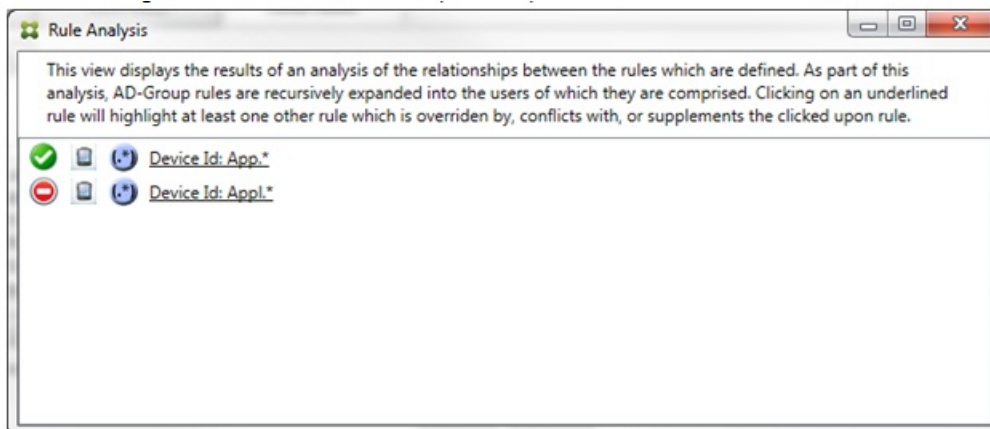 Rule Analysis
This view displays the results of an analysis of the relationships between the rules which are defined. As part of this
analysis, AD-Group rules are recursively expanded into the users of which they are comprised. Clicking on an underlined
rule will highlight at least one other rule which is overriden by, conflicts with, or supplements the clicked upon rule.
(.*) Device Id: App.*
(.*) Device Id: Appl.*